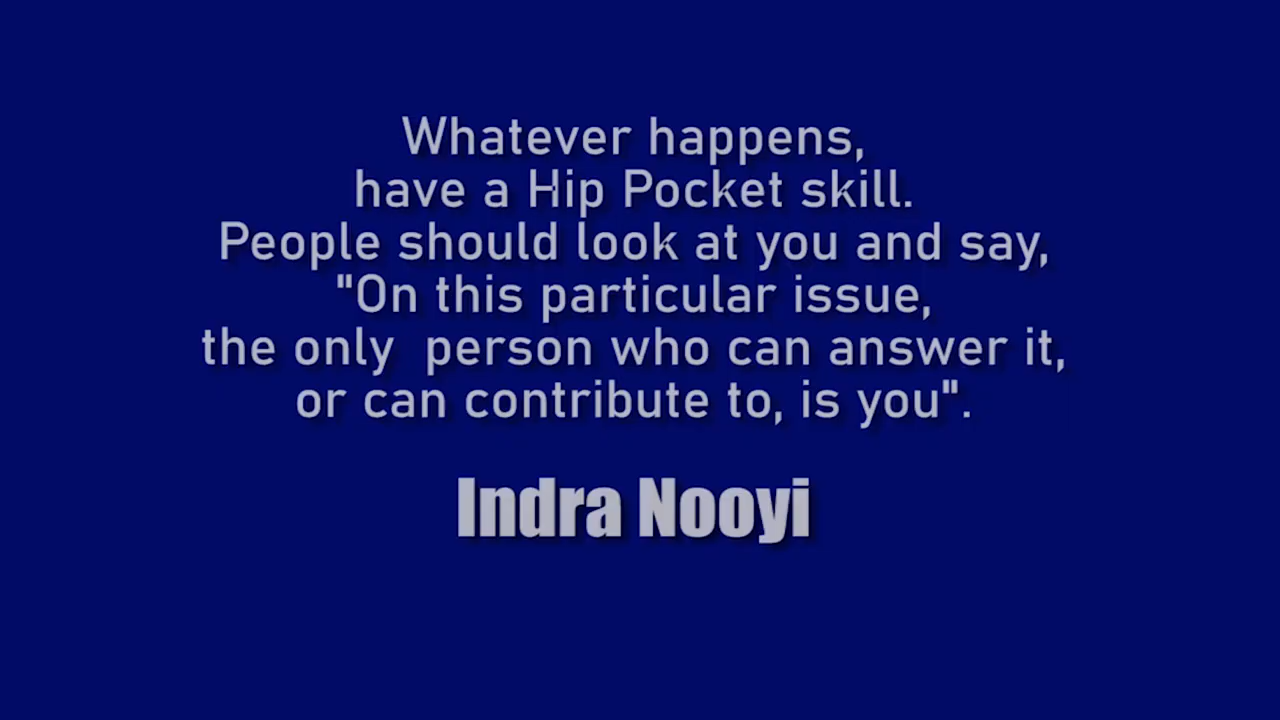 Whatever happens,
have a Hip Pocket skill.
People should look at you and say,
"On this particular issue,
the only  person who can answer it,
or can contribute to, is you".
Indra Nooyi